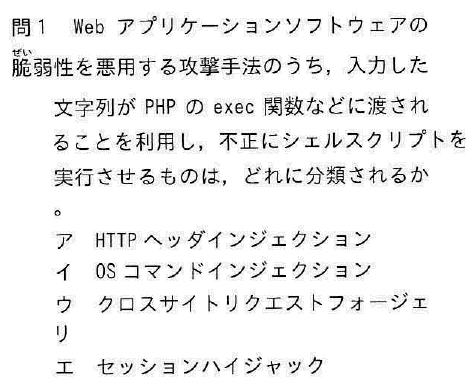 問1 Web アプリケーションソフトウェアの
ぜい
脆弱性を悪用する攻撃手法のうち，入力した
文字列が PHP の exec 関数などに渡され
ることを利用し，不正にシェルスクリプトを
実行させるものは，どれに分類されるか
。
ア HTTP ヘッダインジェクション
イ OS コマンドインジェクション
ウ クロスサイトリクエストフォージェ
リ
エ セッションハイジャック